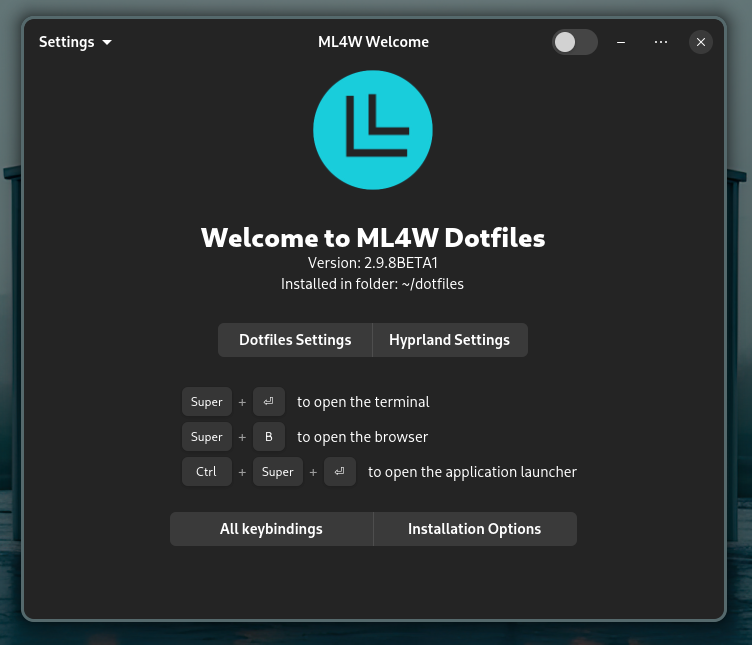 Settings
ML4W Welcome
Welcome to ML4W Dotfiles
Version: 2.9.8BETA1
Installed in folder: ~/dotfiles
Dotfiles Settings Hyprland Settings
Super + ⏎ to open the terminal
Super + B to open the browser
Ctrl + Super + ⏎ to open the application launcher
All keybindings Installation Options